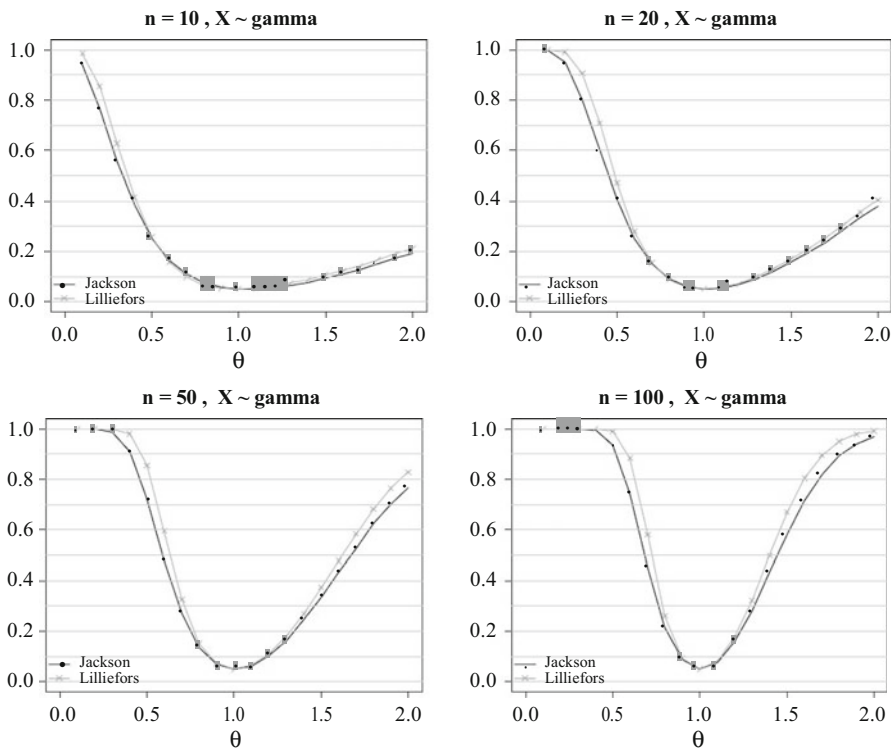 n = 10 , X ~ gamma
1.0
0.8
0.6
0.4
0.2
0.0
Jackson
Lilliefors
0.0 0.5 1.0 1.5 2.0
θ
n = 20 , X ~ gamma
1.0
0.8
0.6
0.4
0.2
0.0
Jackson
Lilliefors
0.0 0.5 1.0 1.5 2.0
θ
n = 50 , X ~ gamma
1.0
0.8
0.6
0.4
0.2
0.0
Jackson
Lilliefors
0.0 0.5 1.0 1.5 2.0
θ
n = 100 , X ~ gamma
1.0
0.8
0.6
0.4
0.2
0.0
Jackson
Lilliefors
0.0 0.5 1.0 1.5 2.0
θ